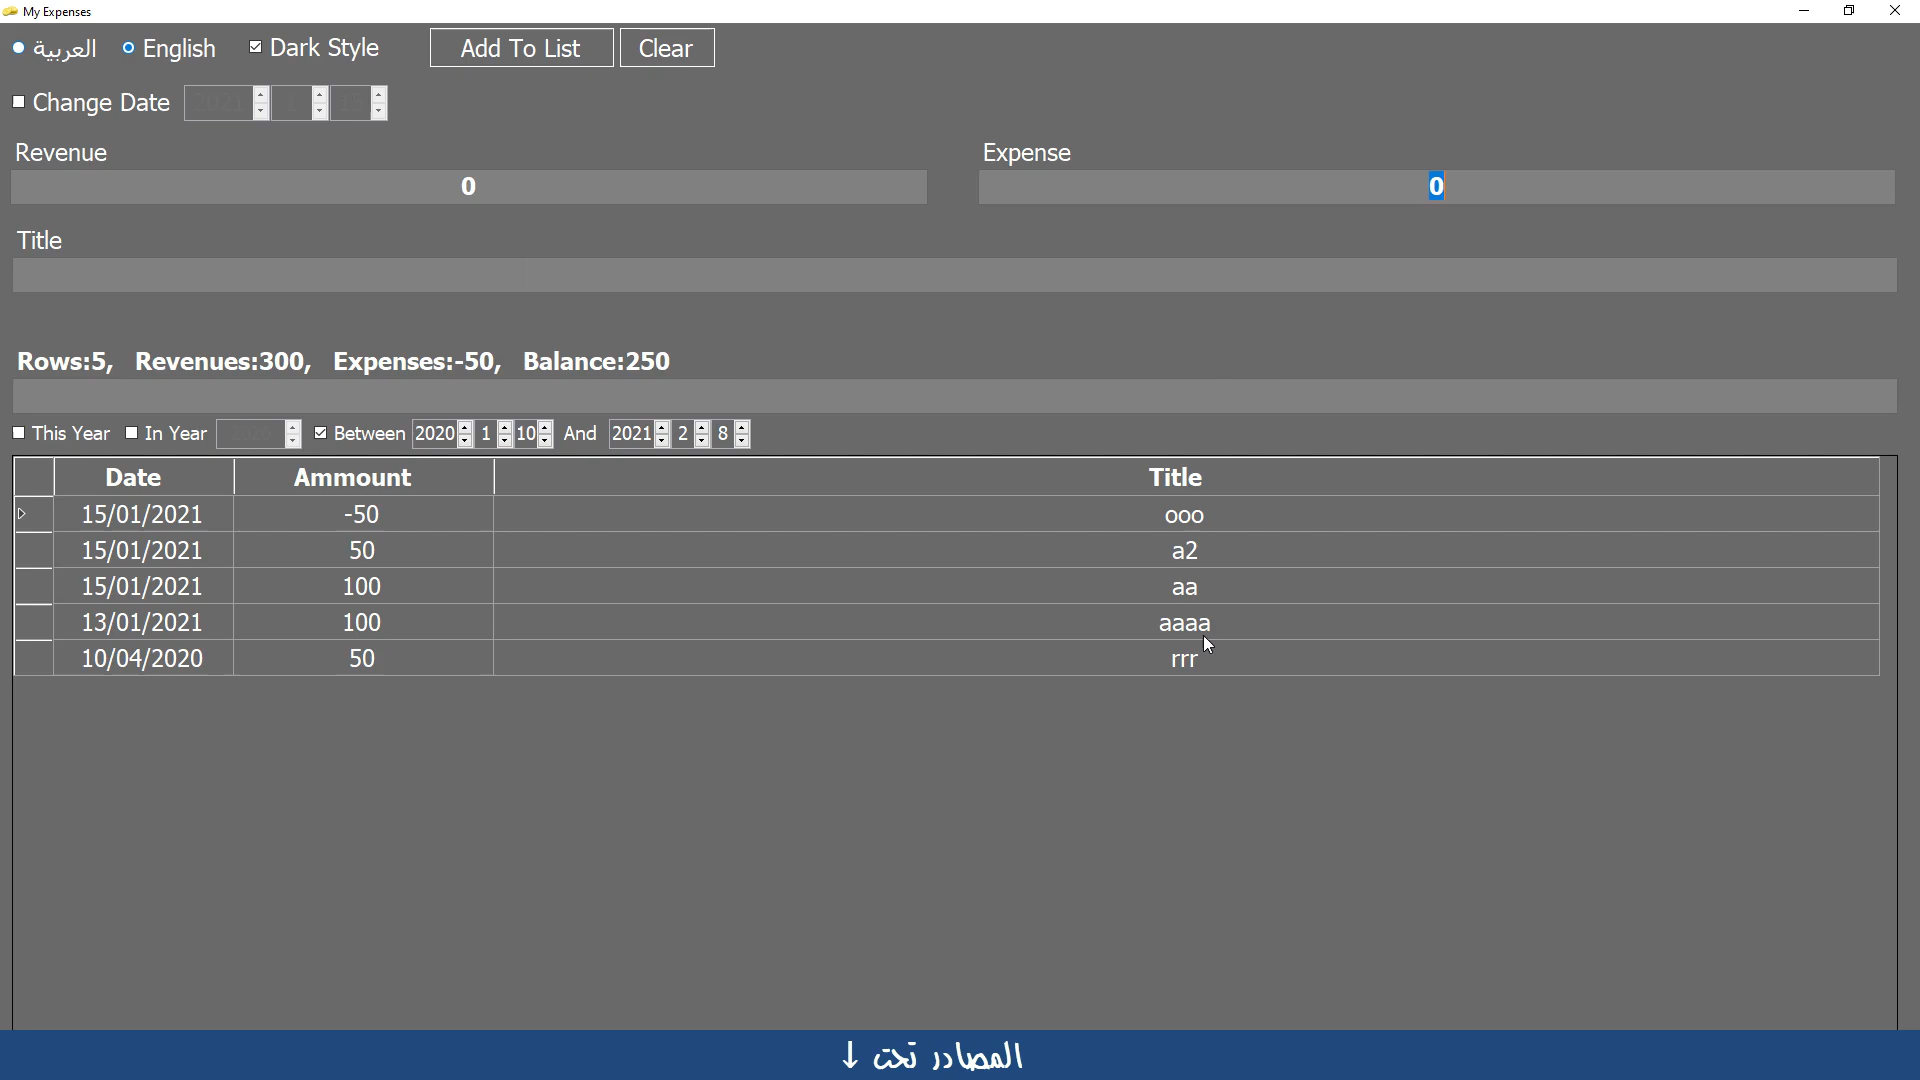 My Expenses
العربية English Dark Style Add To List Clear
Change Date 2021 1 15
Revenue Expense
0 0
Title
Rows:5, Revenues:300, Expenses:-50, Balance:250
This Year In Year Between 2020 1 10 And 2021 2 8
Date Ammount Title
15/01/2021 -50 ooo
15/01/2021 50 a2
15/01/2021 100 aa
13/01/2021 100 aaaa
10/04/2020 50 rrr
المصادر تحت ↓